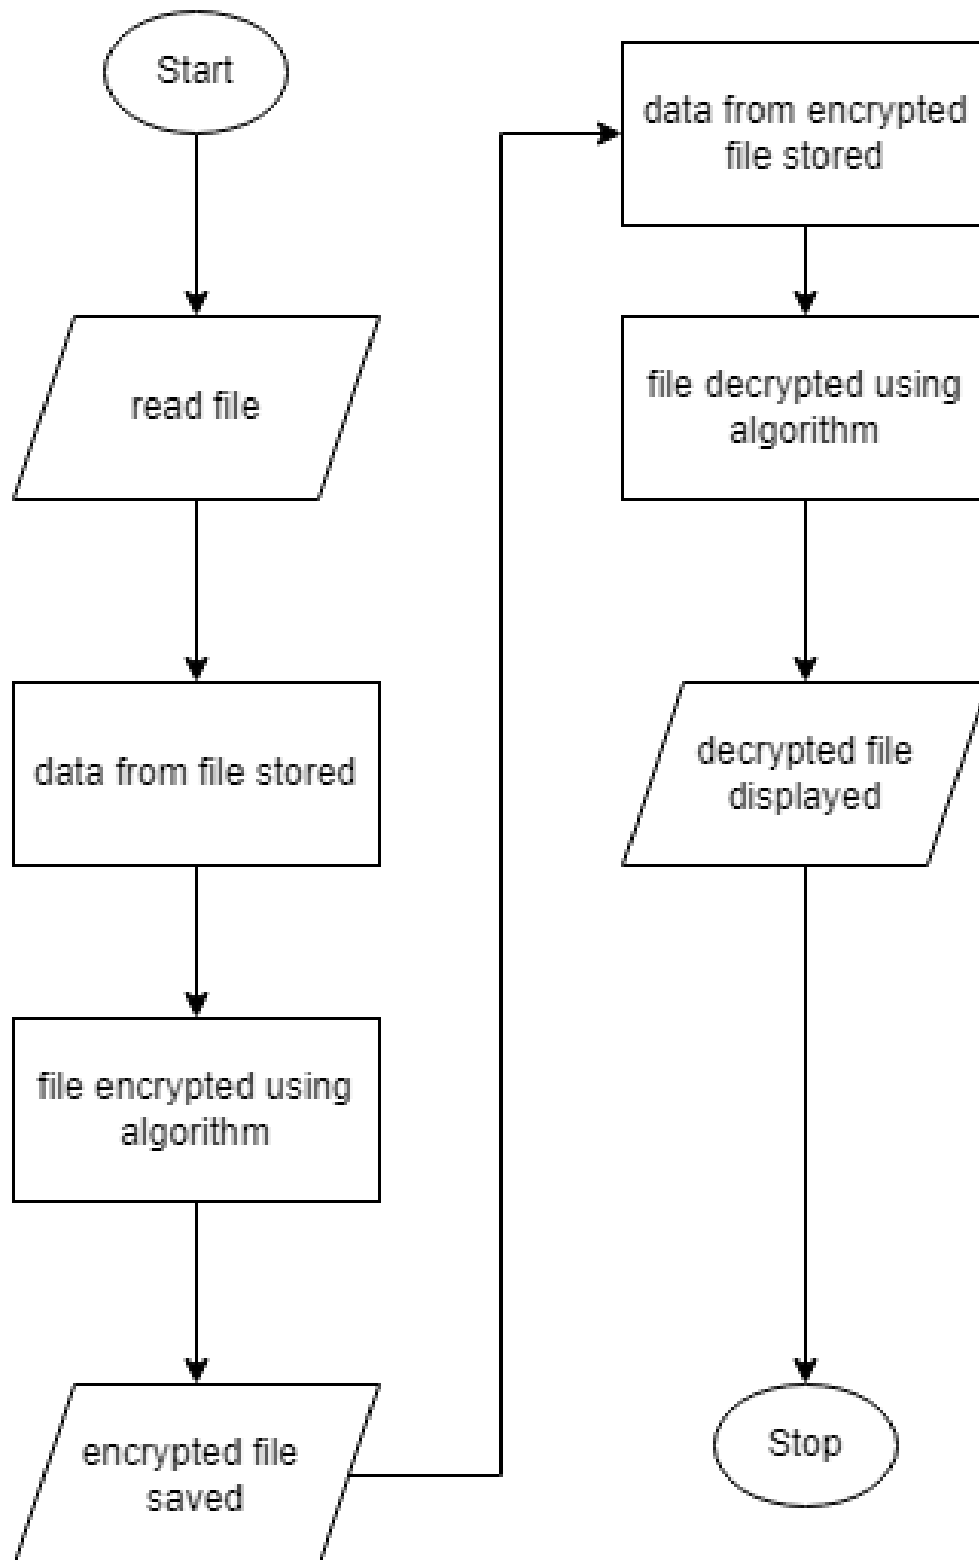 Start
read file
data from file stored
file encrypted using
algorithm
encrypted file
saved
data from encrypted
file stored
file decrypted using
algorithm
decrypted file
displayed
Stop